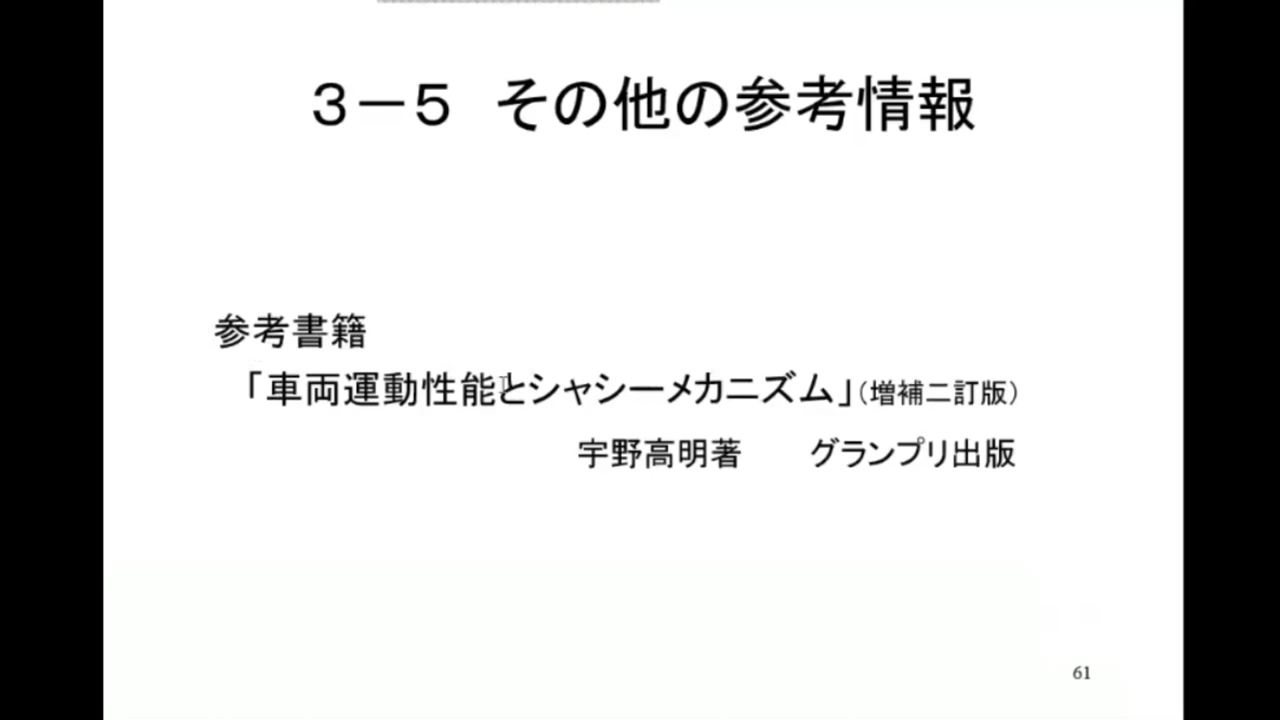 ３－５　その他の参考情報
参考書籍
「車両運動性能とシャシーメカニズム」（増補二訂版）
宇野高明著　　グランプリ出版
61